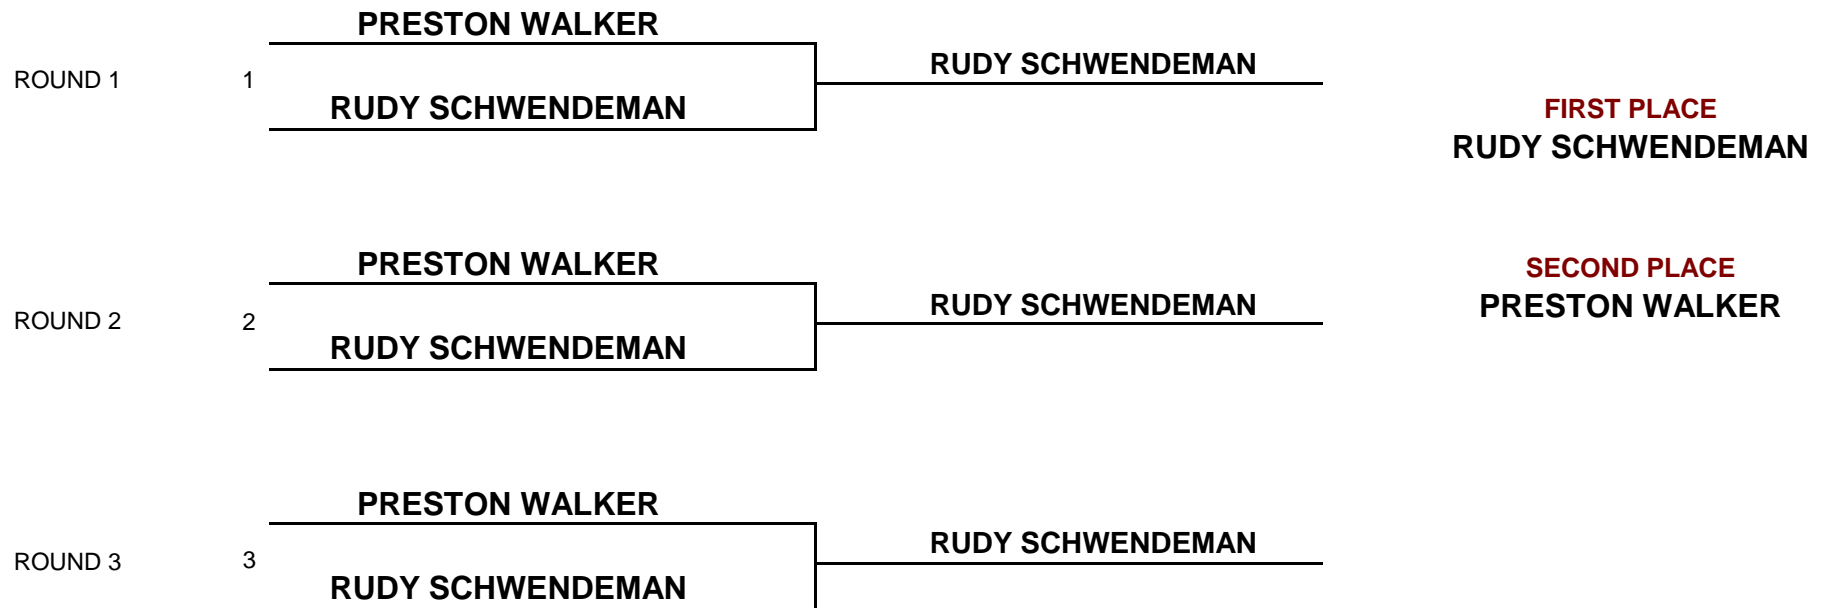 PRESTON WALKER
ROUND 1 1 RUDY SCHWENDEMAN
RUDY SCHWENDEMAN
FIRST PLACE
RUDY SCHWENDEMAN
PRESTON WALKER
ROUND 2 2 RUDY SCHWENDEMAN
RUDY SCHWENDEMAN
SECOND PLACE
PRESTON WALKER
PRESTON WALKER
ROUND 3 3 RUDY SCHWENDEMAN
RUDY SCHWENDEMAN